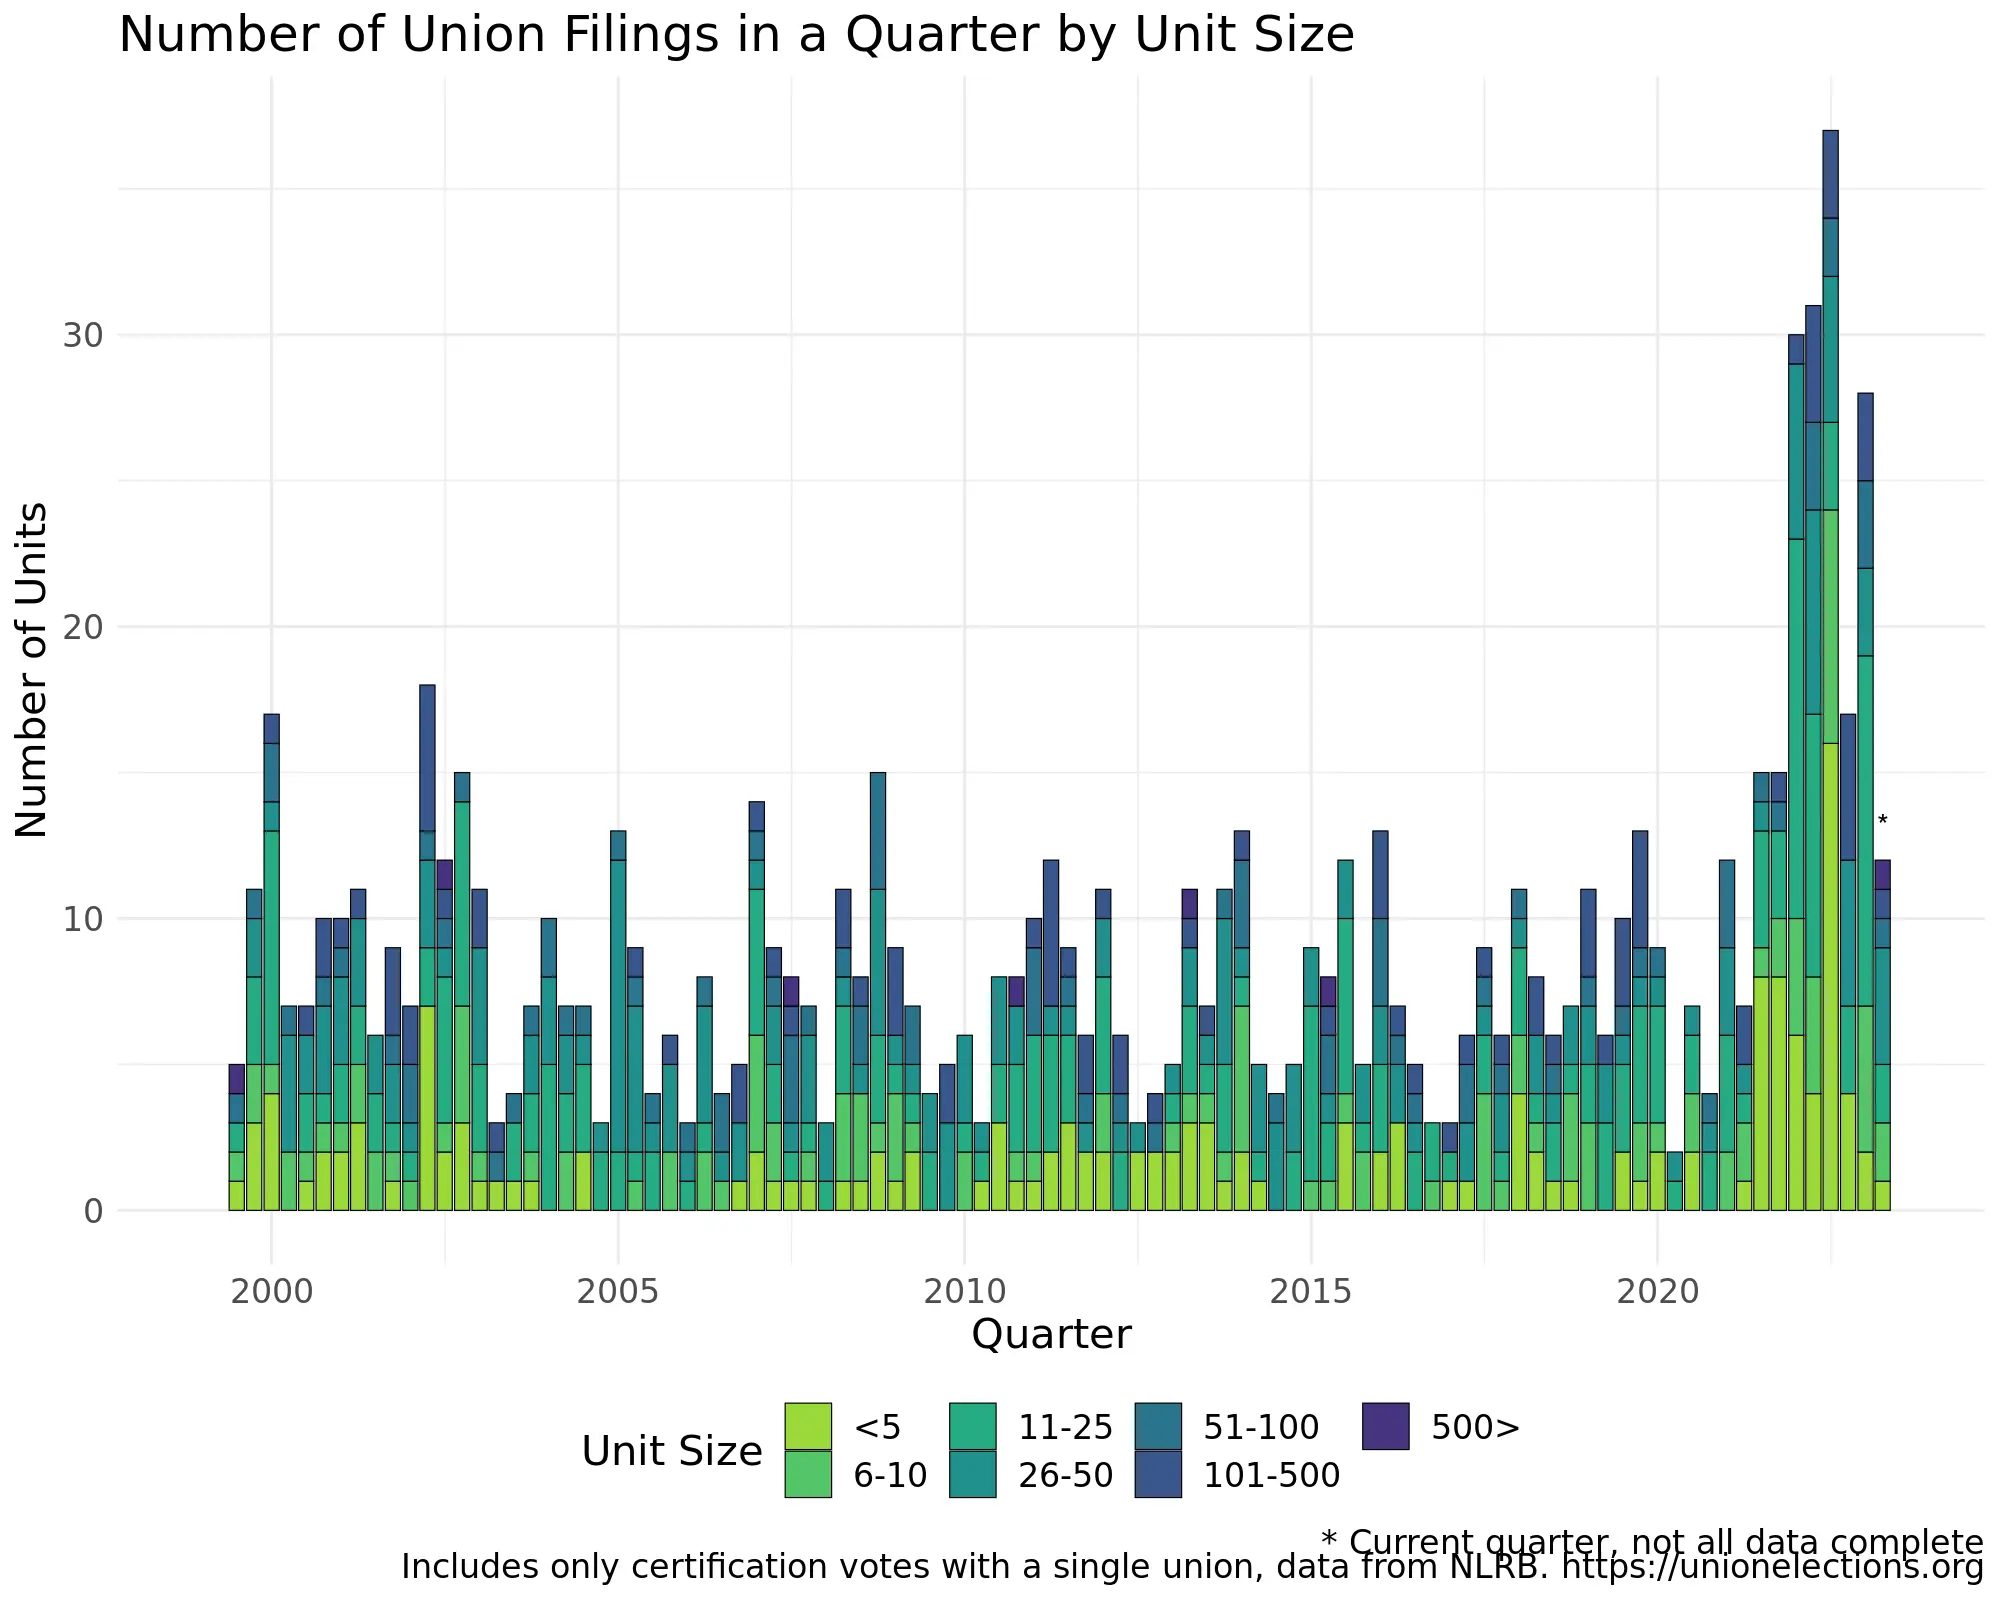 Number of Union Filings in a Quarter by Unit Size
Number of Units
30
20
10
0
*
2000 2005 2010 2015 2020
Quarter
Unit Size
<5 11-25 51-100 500>
6-10 26-50 101-500
* Current quarter, not all data complete
Includes only certification votes with a single union, data from NLRB. https://unionelections.org